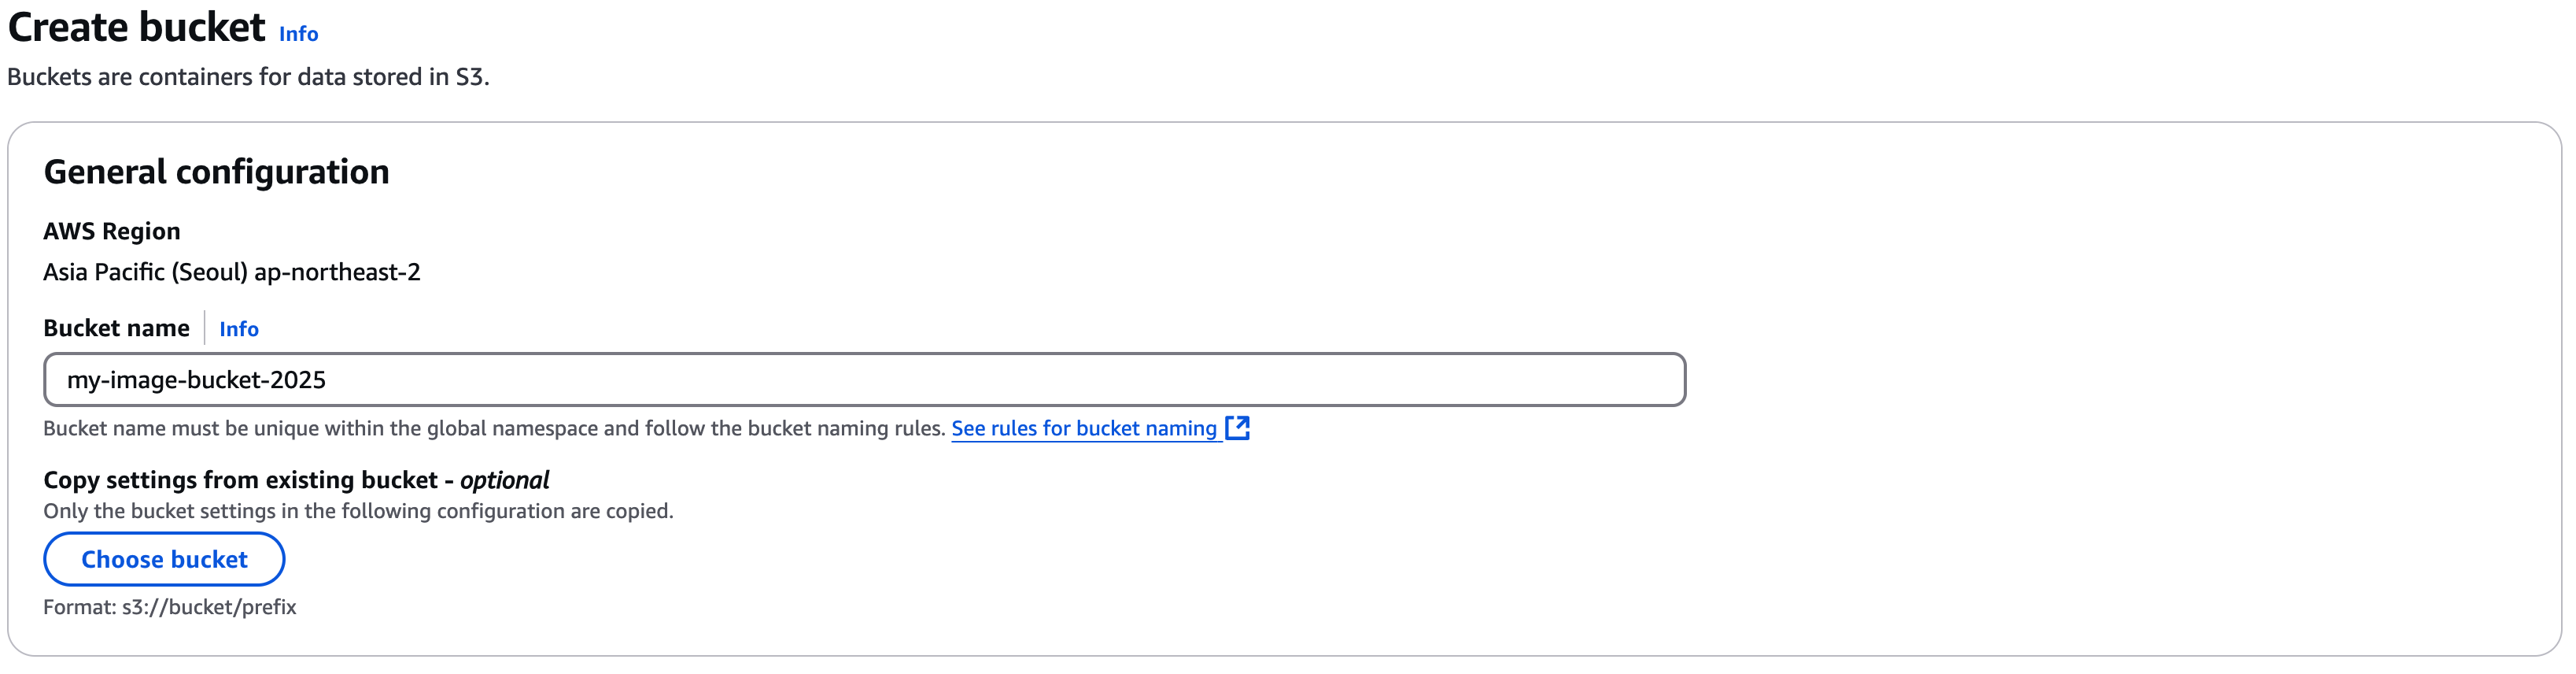 Create bucket Info
Buckets are containers for data stored in S3.
General configuration
AWS Region
Asia Pacific (Seoul) ap-northeast-2
Bucket name Info
my-image-bucket-2025
Bucket name must be unique within the global namespace and follow the bucket naming rules. See rules for bucket naming
Copy settings from existing bucket - optional
Only the bucket settings in the following configuration are copied.
Choose bucket
Format: s3://bucket/prefix